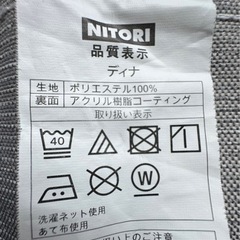 NITORI
品質表示
ディナ
生地 ポリエステル100%
裏面 アクリル樹脂コーティング
取り扱い表示
40
W
洗濯ネット使用
あて布使用